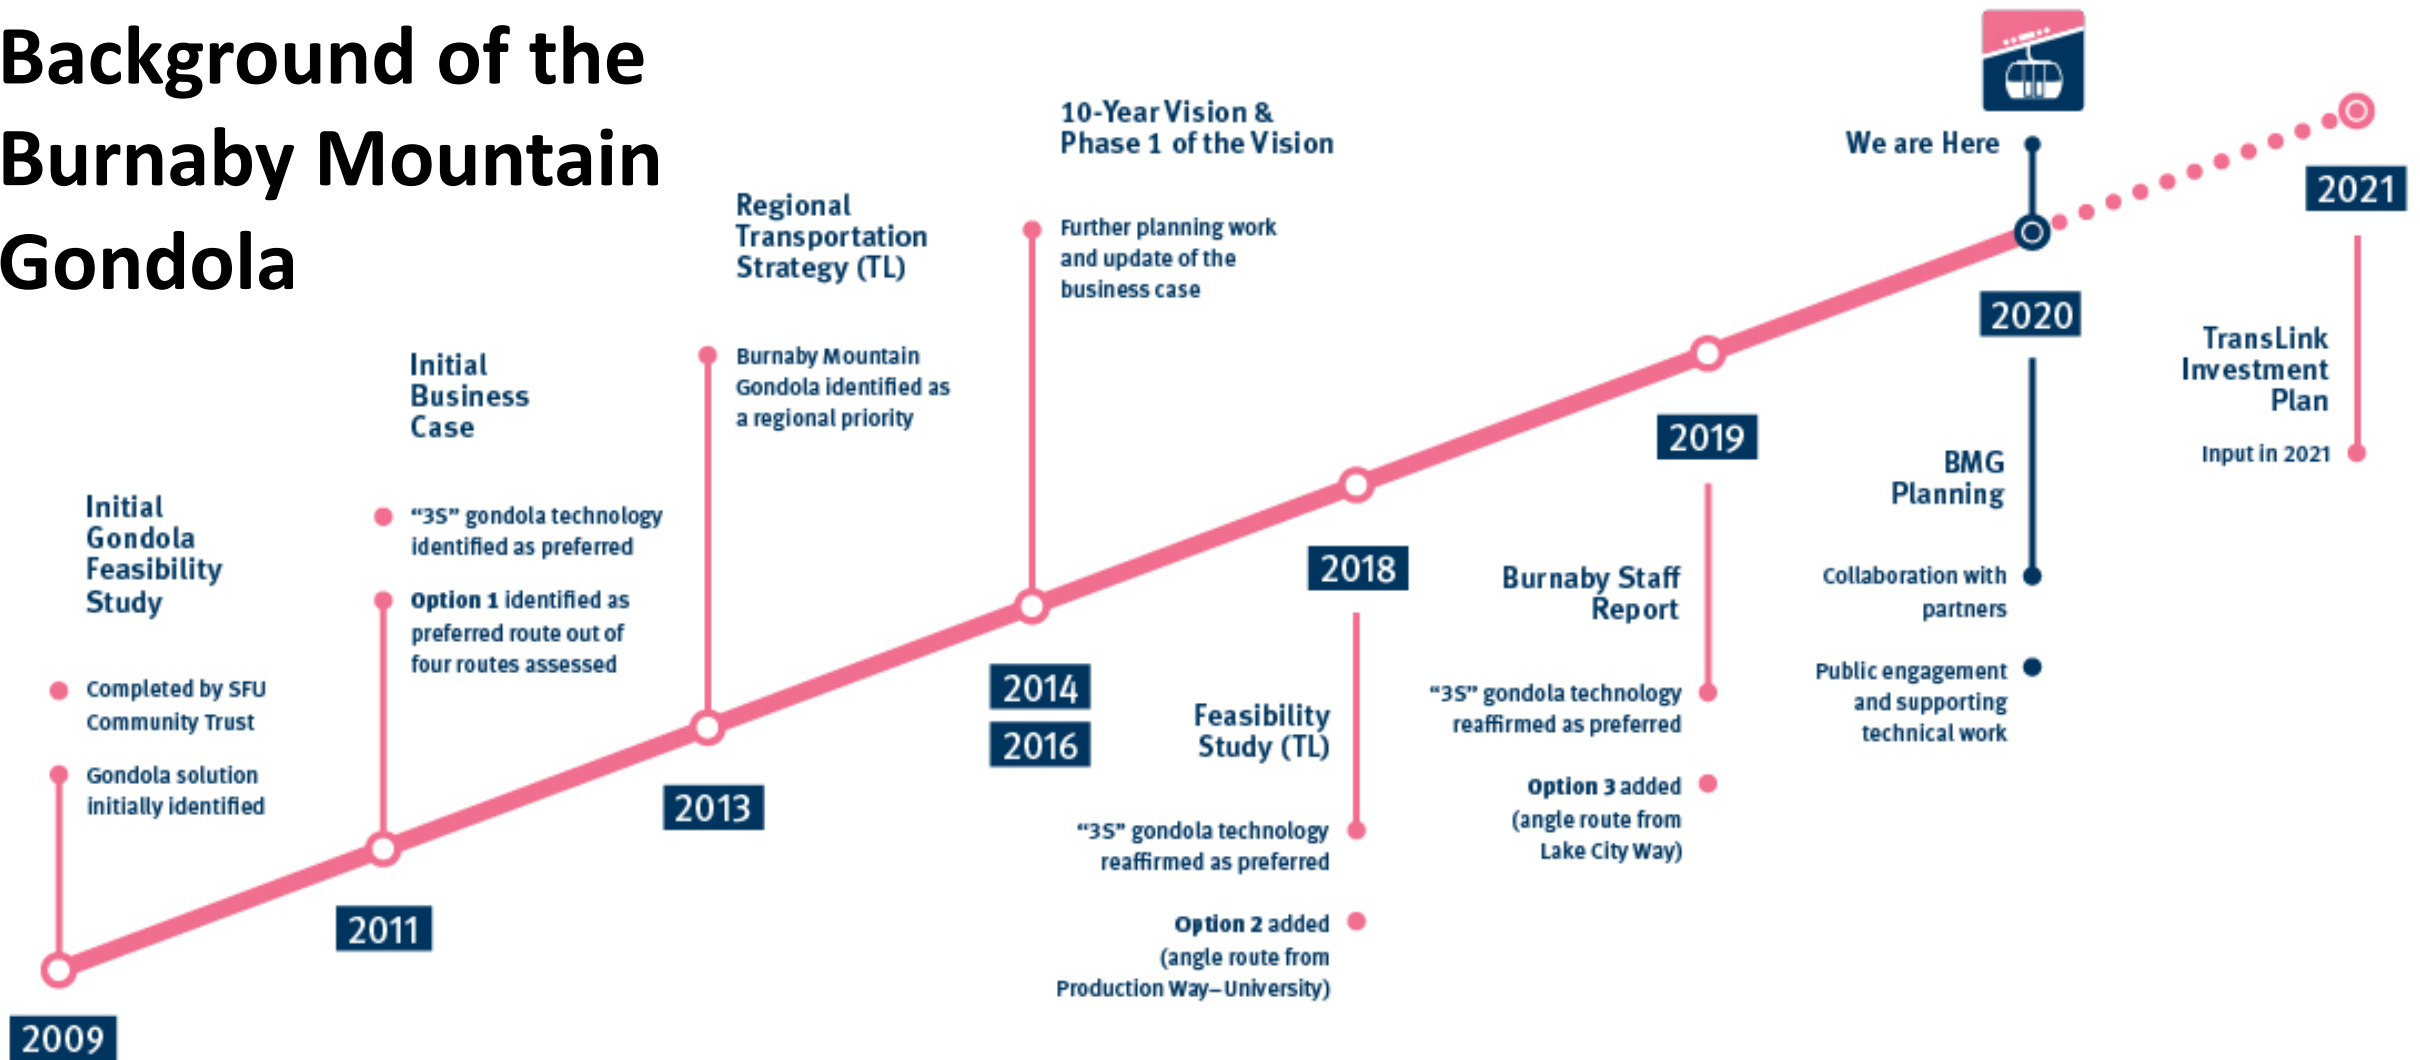 Background of the
Burnaby Mountain
Gondola
Initial
Gondola
Feasibility
Study
Completed by SFU
Community Trust
Gondola solution
initially identified
2009
Initial
Business
Case
“3S” gondola technology
identified as preferred
Option 1 identified as
preferred route out of
four routes assessed
2011
Regional
Transportation
Strategy (TL)
Burnaby Mountain
Gondola identified as
a regional priority
2013
10-Year Vision &
Phase 1 of the Vision
Further planning work
and update of the
business case
2014
2016
2018
Feasibility
Study (TL)
“3S” gondola technology
reaffirmed as preferred
Option 2 added
(angle route from
Production Way–University)
2019
Burnaby Staff
Report
“3S” gondola technology
reaffirmed as preferred
Option 3 added
(angle route from
Lake City Way)
We are Here
2020
BMG
Planning
Collaboration with
partners
Public engagement
and supporting
technical work
2021
TransLink
Investment
Plan
Input in 2021